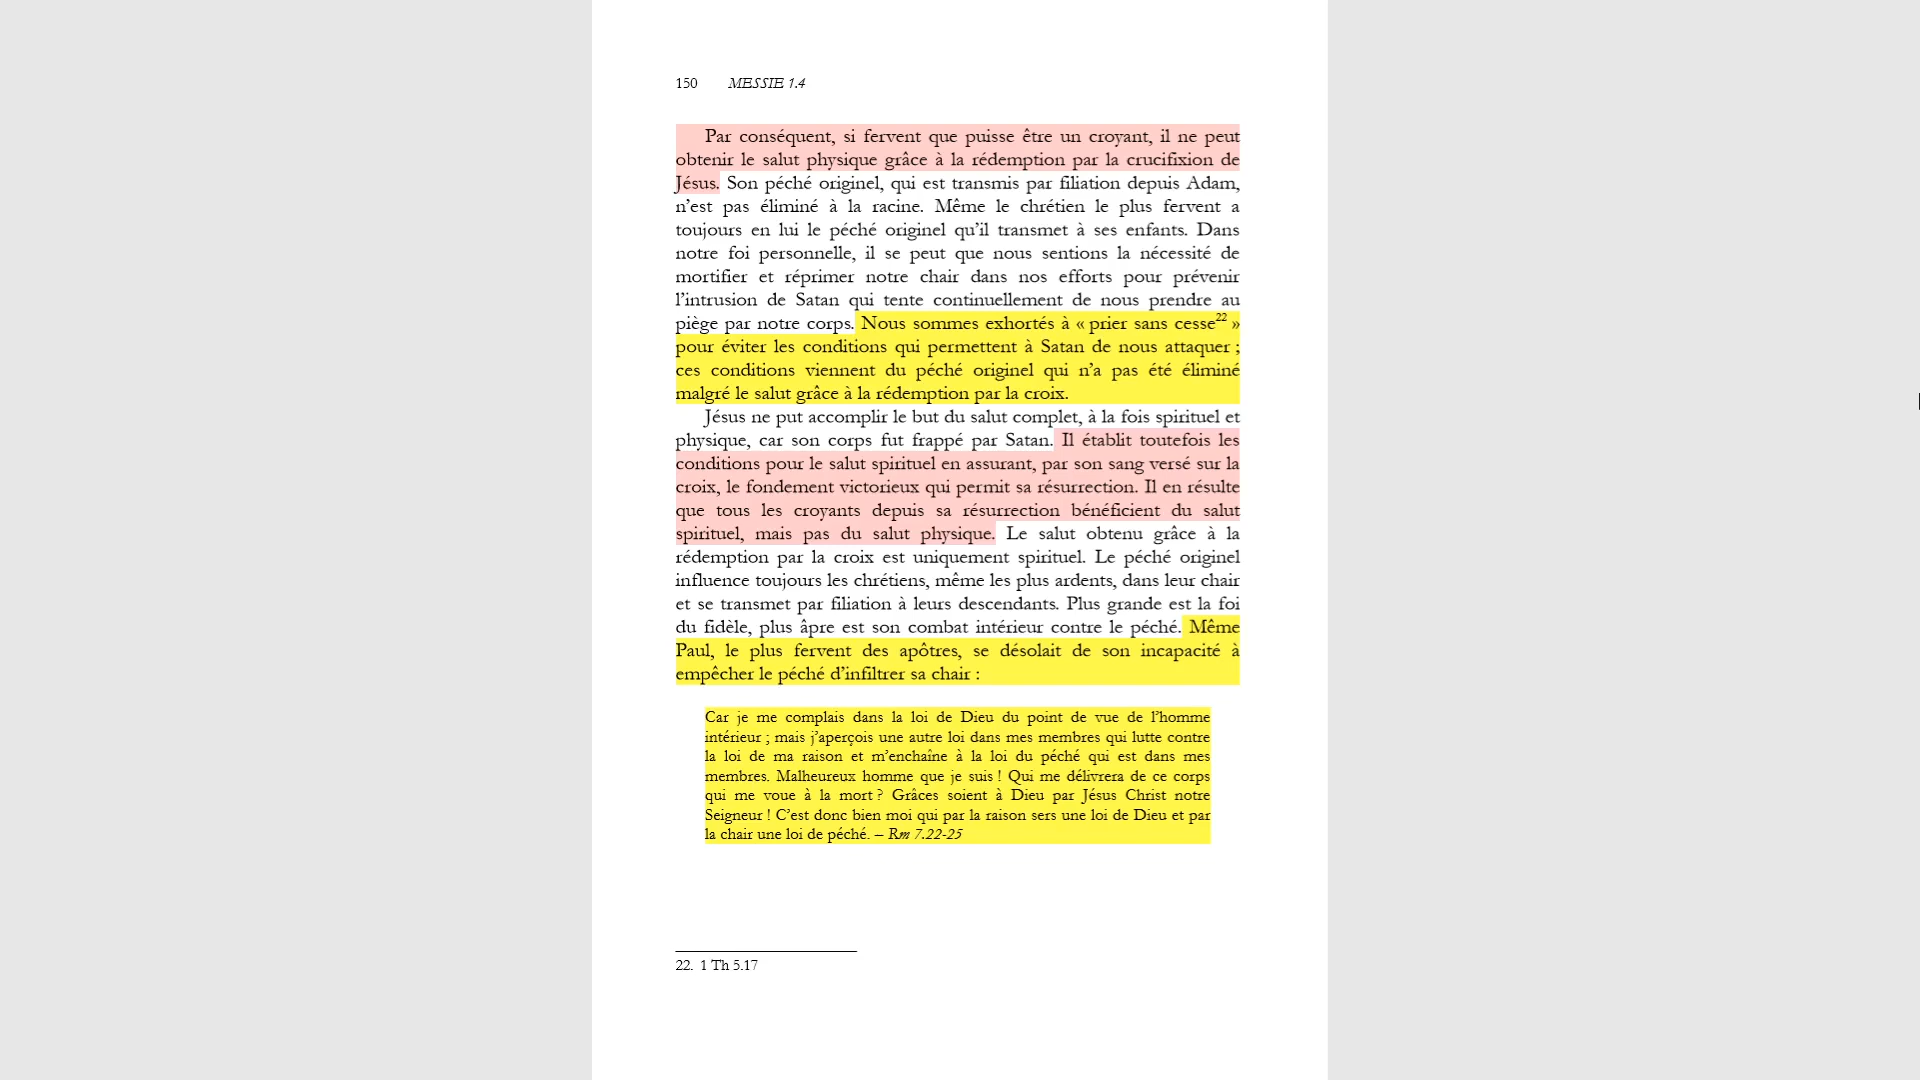 150 MESSIE 1.4
Par conséquent, si fervent que puisse être un croyant, il ne peut
obtenir le salut physique grâce à la rédemption par la crucifixion de
Jésus. Son péché originel, qui est transmis par filiation depuis Adam,
n’est pas éliminé à la racine. Même le chrétien le plus fervent a
toujours en lui le péché originel qu’il transmet à ses enfants. Dans
notre foi personnelle, il se peut que nous sentions la nécessité de
mortifier et réprimer notre chair dans nos efforts pour prévenir
l’intrusion de Satan qui tente continuellement de nous prendre au
piège par notre corps. Nous sommes exhortés à « prier sans cesse22 »
pour éviter les conditions qui permettent à Satan de nous attaquer ;
ces conditions viennent du péché originel qui n’a pas été éliminé
malgré le salut grâce à la rédemption par la croix.
Jésus ne put accomplir le but du salut complet, à la fois spirituel et
physique, car son corps fut frappé par Satan. Il établit toutefois les
conditions pour le salut spirituel en assurant, par son sang versé sur la
croix, le fondement victorieux qui permit sa résurrection. Il en résulte
que tous les croyants depuis sa résurrection bénéficient du salut
spirituel, mais pas du salut physique. Le salut obtenu grâce à la
rédemption par la croix est uniquement spirituel. Le péché originel
influence toujours les chrétiens, même les plus ardents, dans leur chair
et se transmet par filiation à leurs descendants. Plus grande est la foi
du fidèle, plus âpre est son combat intérieur contre le péché. Même
Paul, le plus fervent des apôtres, se désolait de son incapacité à
empêcher le péché d’infiltrer sa chair :
Car je me complais dans la loi de Dieu du point de vue de l’homme
intérieur ; mais j’aperçois une autre loi dans mes membres qui lutte contre
la loi de ma raison et m’enchaîne à la loi du péché qui est dans mes
membres. Malheureux homme que je suis ! Qui me délivrera de ce corps
qui me voue à la mort ? Grâces soient à Dieu par Jésus Christ notre
Seigneur ! C’est donc bien moi qui par la raison sers une loi de Dieu et par
la chair une loi de péché. – Rm 7.22-25
22. 1 Th 5.17